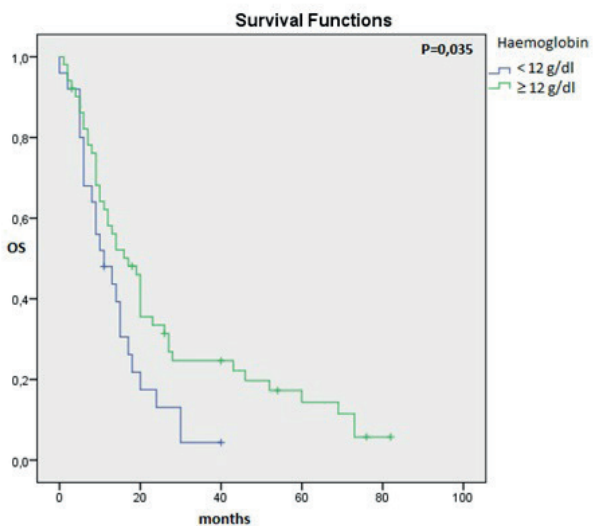 Survival Functions
P=0,035
Haemoglobin
< 12 g/dl
≥ 12 g/dl
1,0
0,8
0,6
OS
0,4
0,2
0,0
0 20 40 60 80 100
months